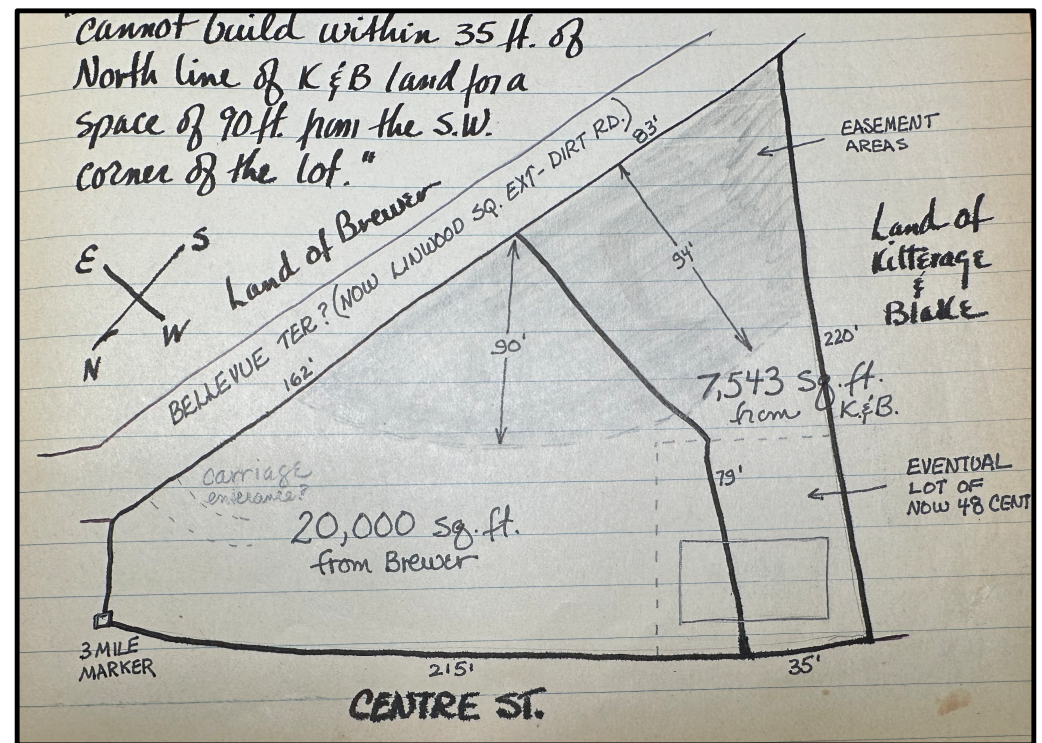 "Cannot build within 35 ft. of
North line of K & B land for a
space of 90 ft. from the S.W.
corner of the lot."
E
S
N
W
Land of Brewer
BELLEVUE TER? (NOW LINWOOD SQ. EXT- DIRT RD.)
83'
EASEMENT
AREAS
Land of
Kitterage
&
Blake
94'
90'
162'
220'
7,543 Sq. ft.
from K.&B.
79'
carriage
entrance?
EVENTUAL
LOT OF
NOW 48 CENT
20,000 sq. ft.
from Brewer
3 MILE
MARKER
215'
35'
CENTRE ST.